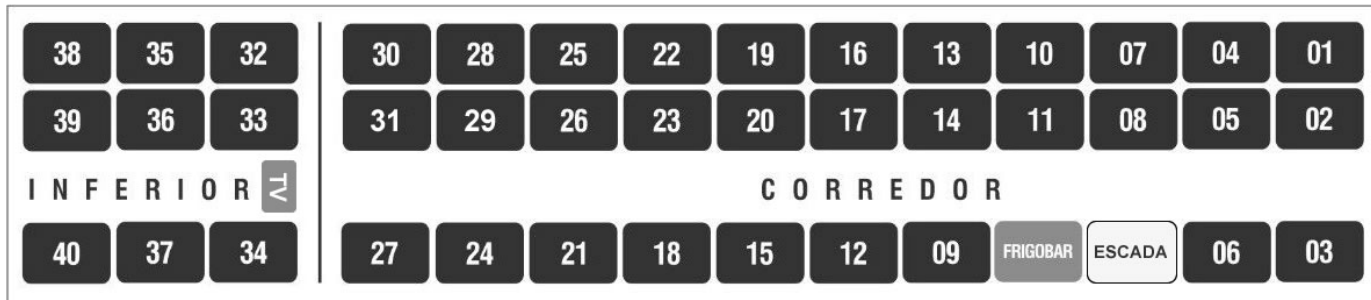 38 35 32 30 28 25 22 19 16 13 10 07 04 01
39 36 33 31 29 26 23 20 17 14 11 08 05 02
INFERIOR TV CORREDOR
40 37 34 27 24 21 18 15 12 09 FRIGOBAR ESCADA 06 03